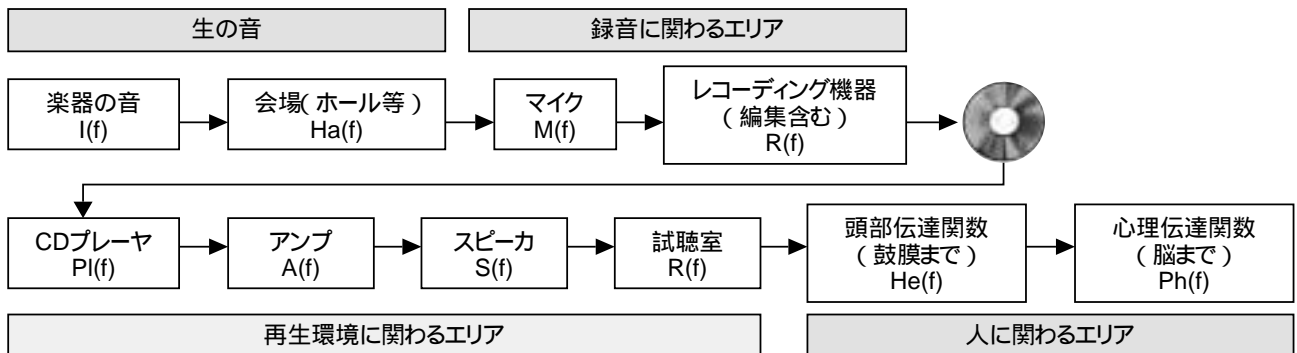 生の音
録音に関わるエリア
楽器の音
I(f)
会場(ホール等)
Ha(f)
マイク
M(f)
レコーディング機器
(編集含む)
R(f)
CDプレーヤ
Pl(f)
アンプ
A(f)
スピーカ
S(f)
試聴室
R(f)
頭部伝達関数
(鼓膜まで)
He(f)
心理伝達関数
(脳まで)
Ph(f)
再生環境に関わるエリア
人に関わるエリア